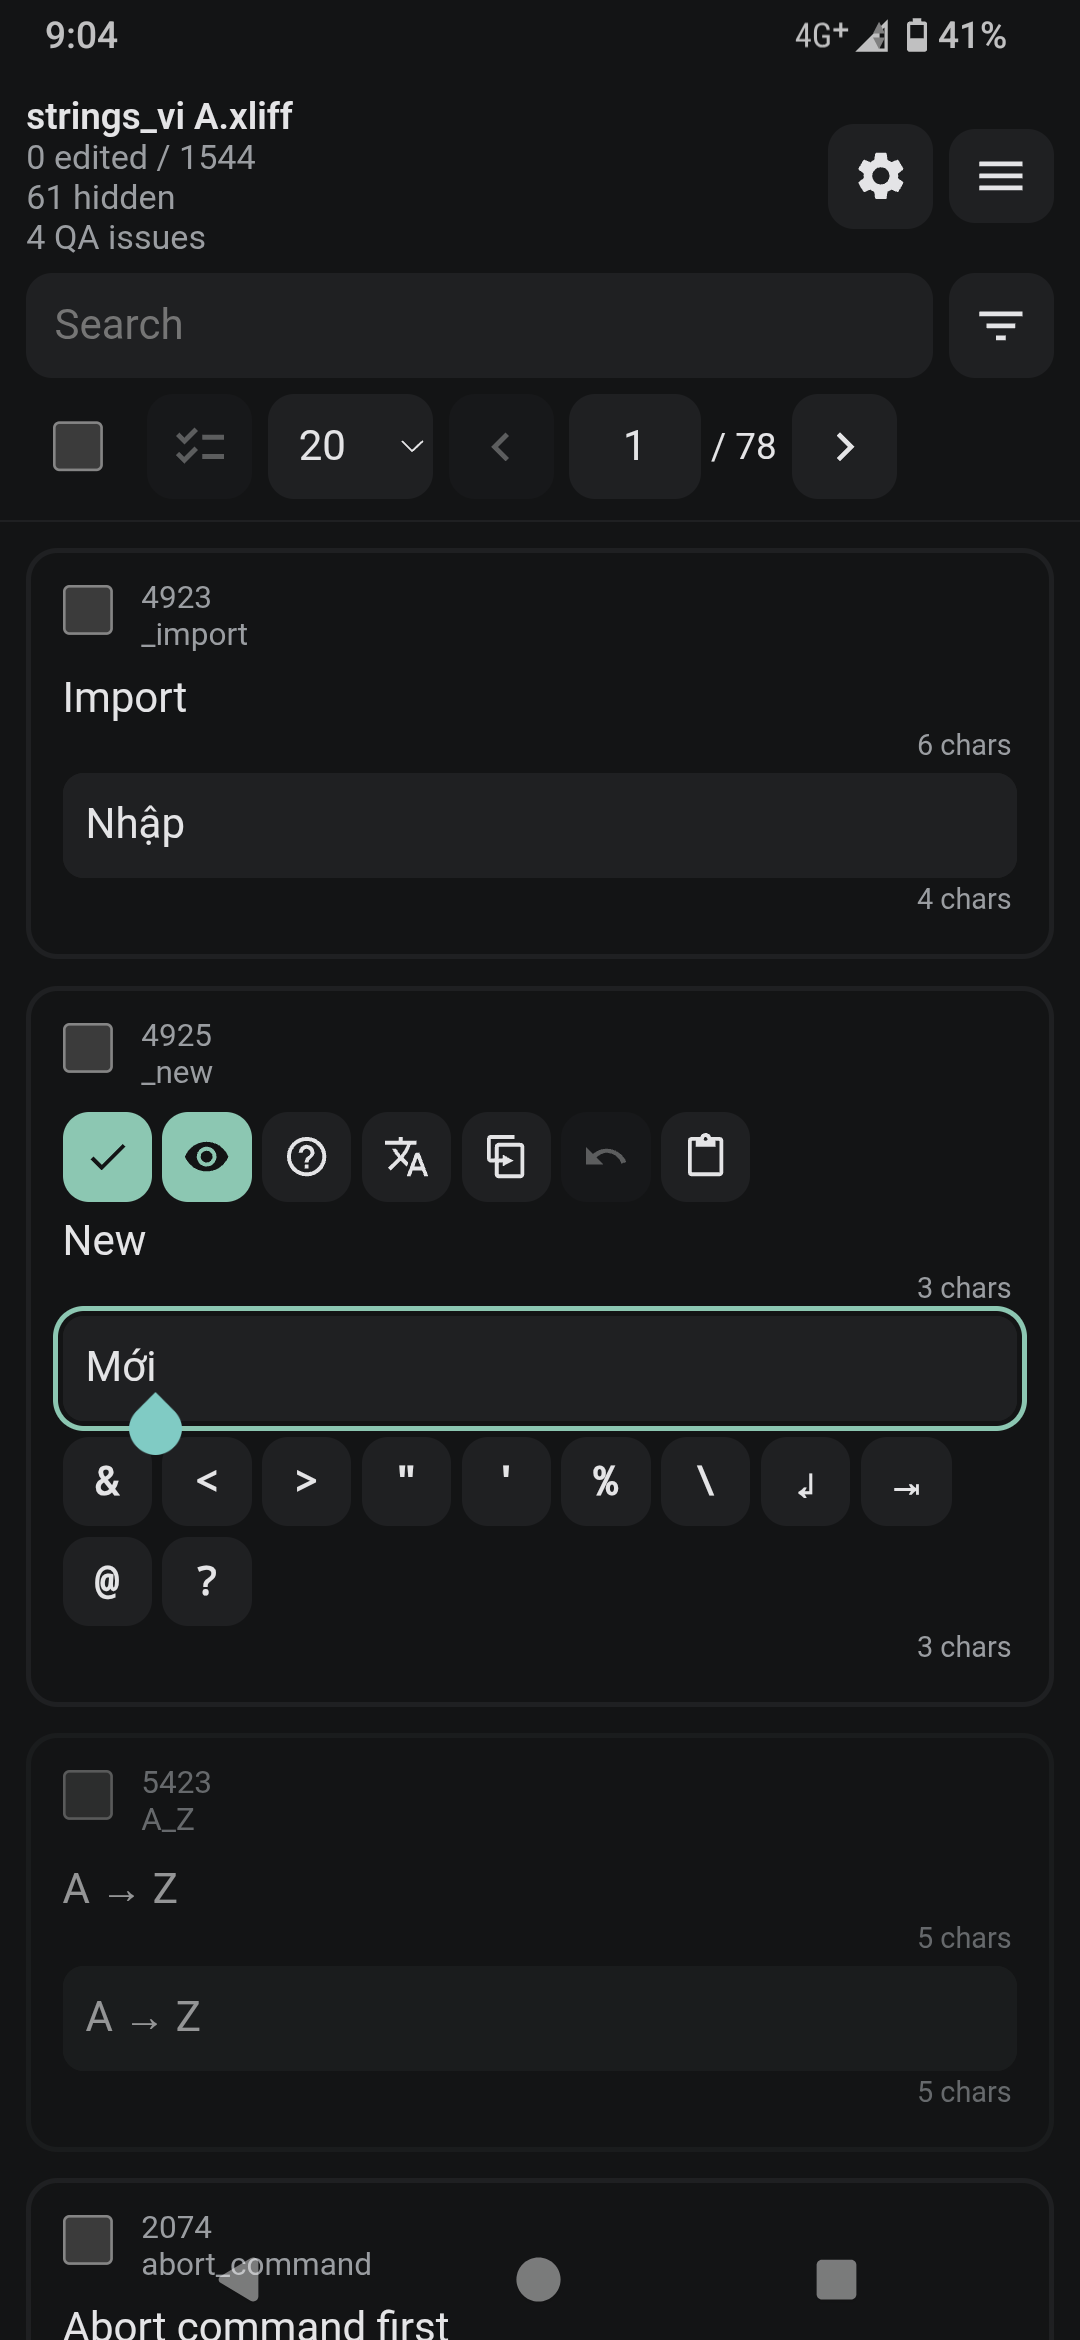 9:04
4G+ 41%
strings_vi A.xliff
0 edited / 1544
61 hidden
4 QA issues
Search
20
1
/ 78
4923
_import
Import
6 chars
Nhập
4 chars
4925
_new
New
3 chars
Mới
& < > " ' % \ ↲ ⇥
@ ?
3 chars
5423
A_Z
A → Z
5 chars
A → Z
5 chars
2074
abort_command
Abort command first